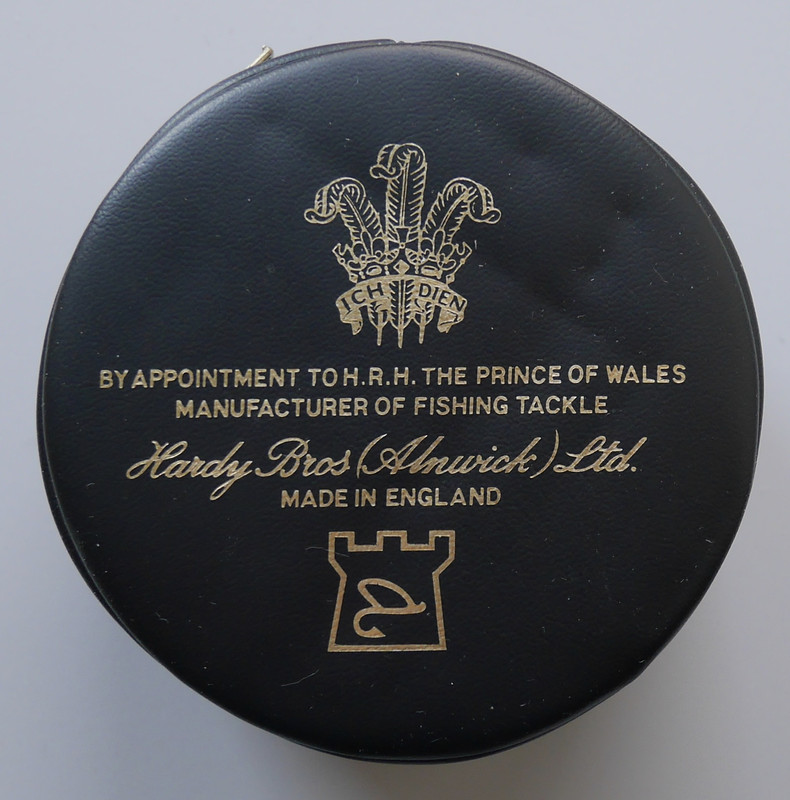 ICH DIEN
BY APPOINTMENT TO H.R.H. THE PRINCE OF WALES
MANUFACTURER OF FISHING TACKLE
Hardy Bros (Alnwick) Ltd.
MADE IN ENGLAND